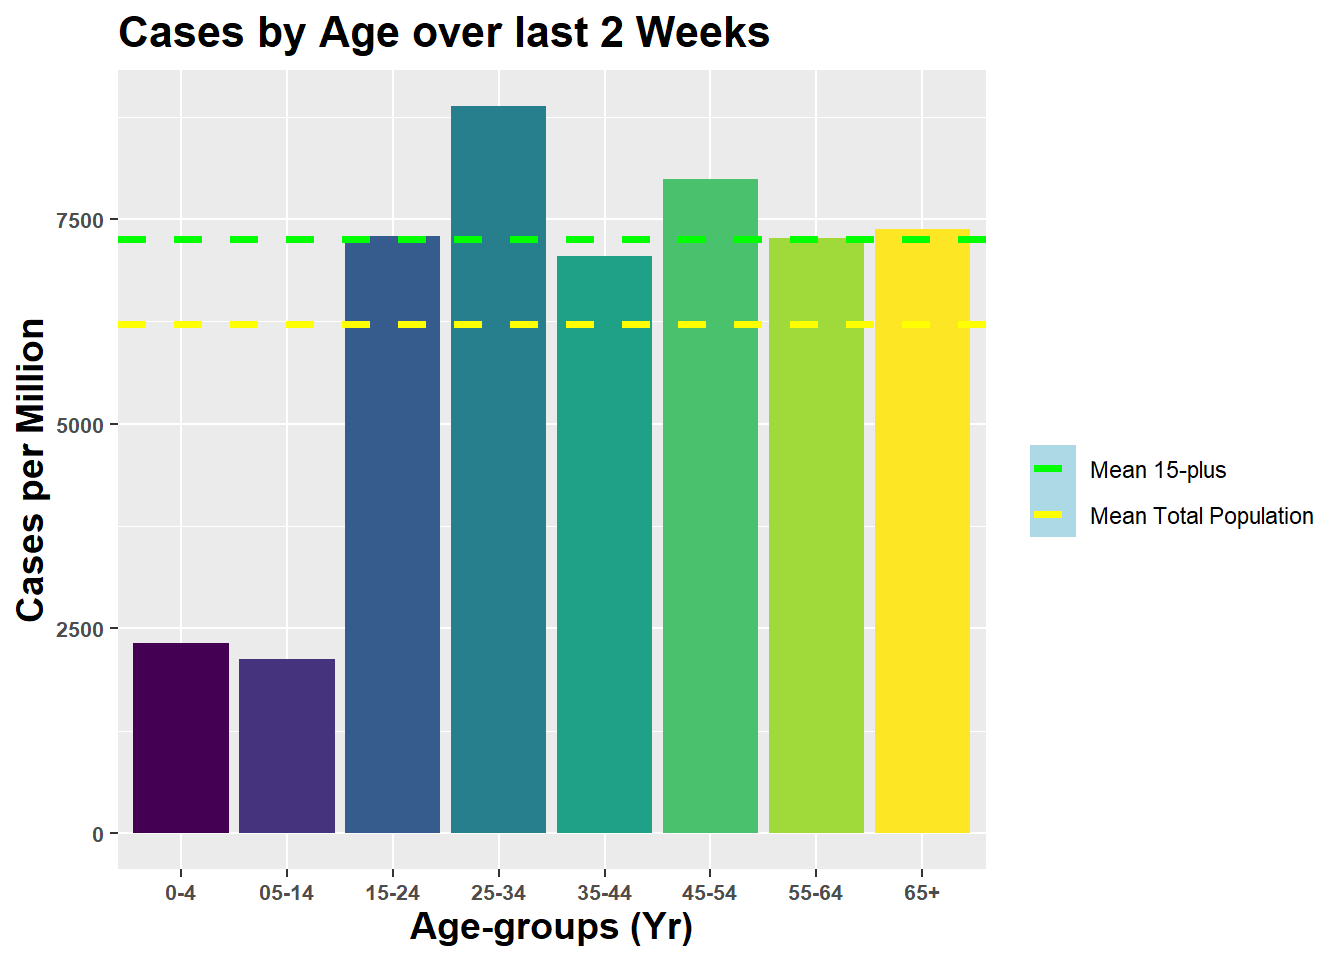 Cases by Age over last 2 Weeks
Cases per Million
7500
5000
2500
0
0-4 05-14 15-24 25-34 35-44 45-54 55-64 65+
Age-groups (Yr)
Mean 15-plus
Mean Total Population